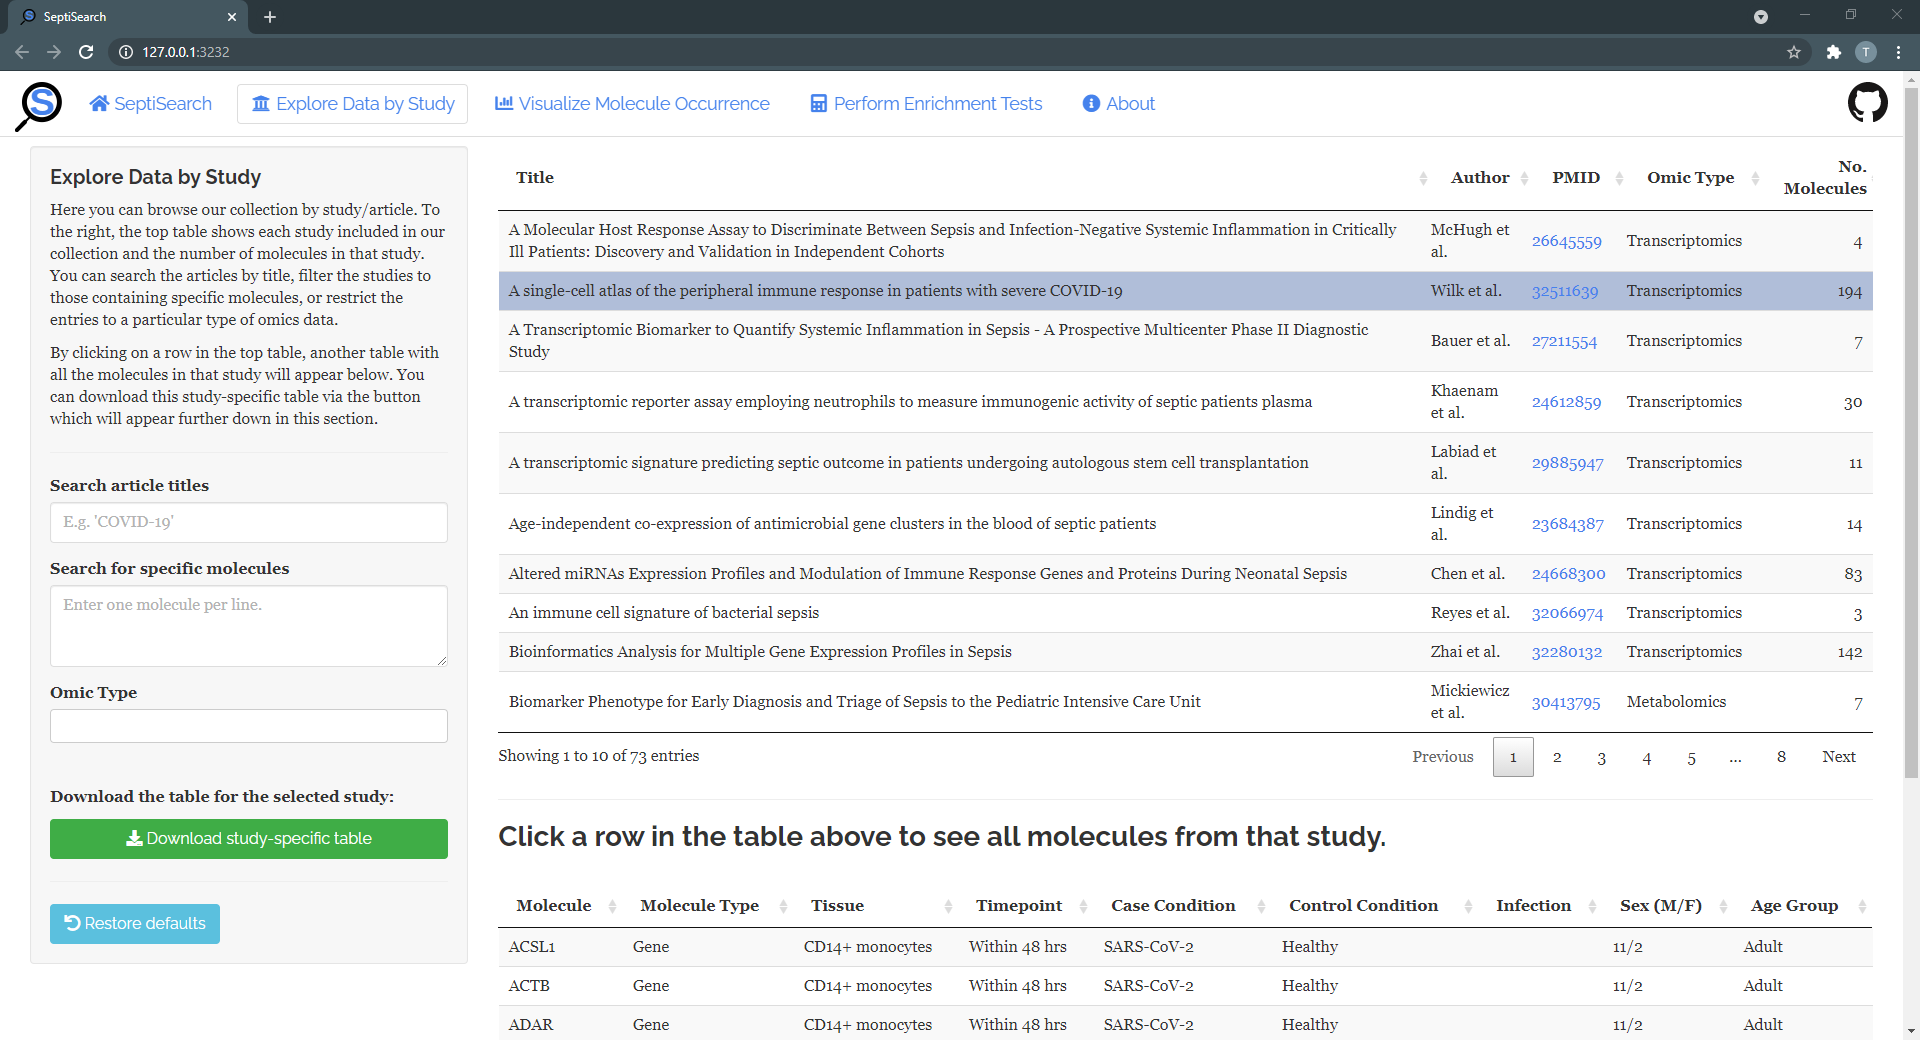 SeptiSearch
127.0.0.1:3232
T
S
SeptiSearch
Explore Data by Study
Visualize Molecule Occurrence
Perform Enrichment Tests
About
Explore Data by Study
Here you can browse our collection by study/article. To
the right, the top table shows each study included in our
collection and the number of molecules in that study.
You can search the articles by title, filter the studies to
those containing specific molecules, or restrict the
entries to a particular type of omics data.
By clicking on a row in the top table, another table with
all the molecules in that study will appear below. You
can download this study-specific table via the button
which will appear further down in this section.
Search article titles
E.g. 'COVID-19'
Search for specific molecules
Enter one molecule per line.
Omic Type
Download the table for the selected study:
Download study-specific table
Restore defaults
Title Author PMID Omic Type No. Molecules
A Molecular Host Response Assay to Discriminate Between Sepsis and Infection-Negative Systemic Inflammation in Critically
Ill Patients: Discovery and Validation in Independent Cohorts
McHugh et
al.
26645559 Transcriptomics 4
A single-cell atlas of the peripheral immune response in patients with severe COVID-19 Wilk et al. 32511639 Transcriptomics 194
A Transcriptomic Biomarker to Quantify Systemic Inflammation in Sepsis - A Prospective Multicenter Phase II Diagnostic
Study
Bauer et al. 27211554 Transcriptomics 7
A transcriptomic reporter assay employing neutrophils to measure immunogenic activity of septic patients plasma
Khaenam
et al.
24612859 Transcriptomics 30
A transcriptomic signature predicting septic outcome in patients undergoing autologous stem cell transplantation
Labiad et
al.
29885947 Transcriptomics 11
Age-independent co-expression of antimicrobial gene clusters in the blood of septic patients
Lindig et
al.
23684387 Transcriptomics 14
Altered miRNAs Expression Profiles and Modulation of Immune Response Genes and Proteins During Neonatal Sepsis Chen et al. 24668300 Transcriptomics 83
An immune cell signature of bacterial sepsis Reyes et al. 32066974 Transcriptomics 3
Bioinformatics Analysis for Multiple Gene Expression Profiles in Sepsis Zhai et al. 32280132 Transcriptomics 142
Biomarker Phenotype for Early Diagnosis and Triage of Sepsis to the Pediatric Intensive Care Unit
Mickiewicz
et al.
30413795 Metabolomics 7
Showing 1 to 10 of 73 entries
Previous 1 2 3 4 5 ... 8 Next
Click a row in the table above to see all molecules from that study.
Molecule Molecule Type Tissue Timepoint Case Condition Control Condition Infection Sex (M/F) Age Group
ACSL1 Gene CD14+ monocytes Within 48 hrs SARS-CoV-2 Healthy 11/2 Adult
ACTB Gene CD14+ monocytes Within 48 hrs SARS-CoV-2 Healthy 11/2 Adult
ADAR Gene CD14+ monocytes Within 48 hrs SARS-CoV-2 Healthy 11/2 Adult